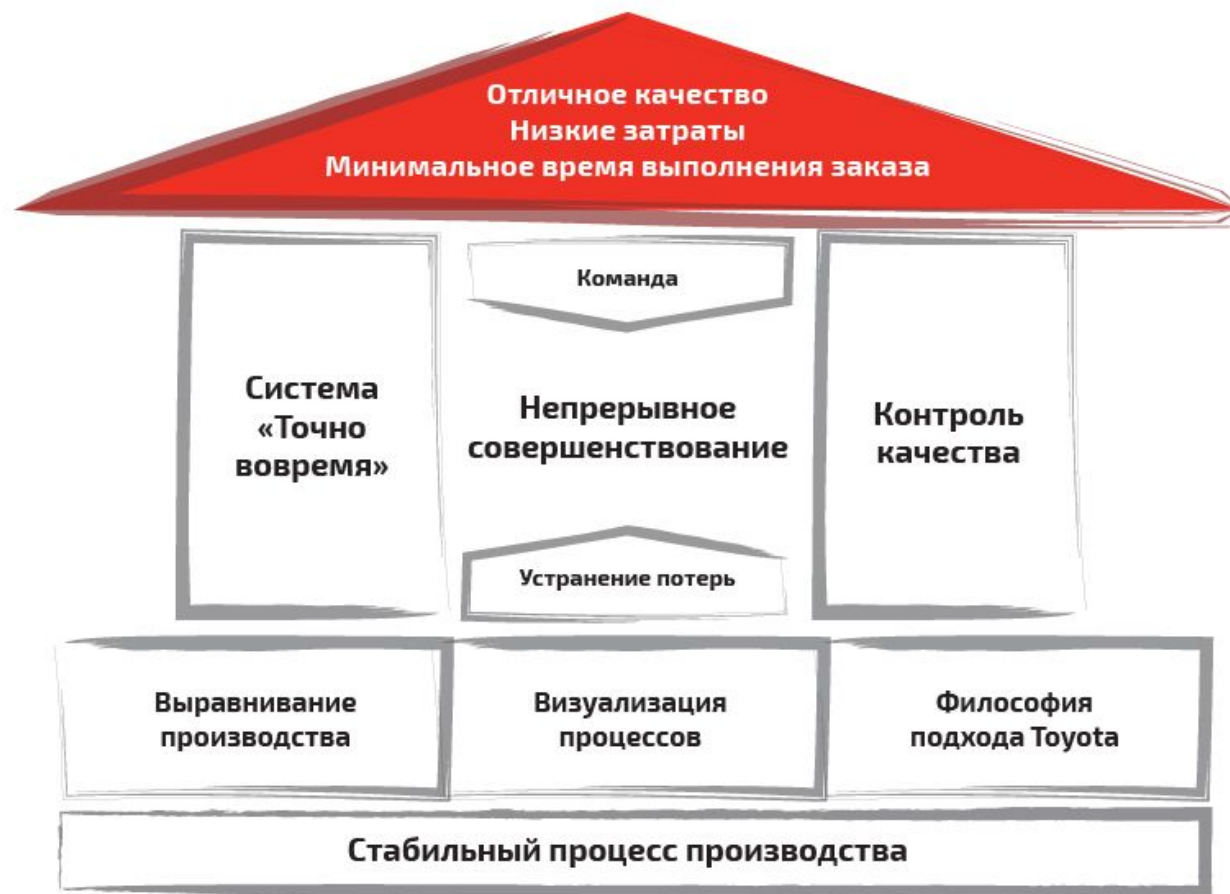 Отличное качество
Низкие затраты
Минимальное время выполнения заказа
Команда
Система
«Точно
вовремя»
Непрерывное
совершенствование
Контроль
качества
Устранение потерь
Выравнивание
производства
Визуализация
процессов
Философия
подхода Toyota
Стабильный процесс производства